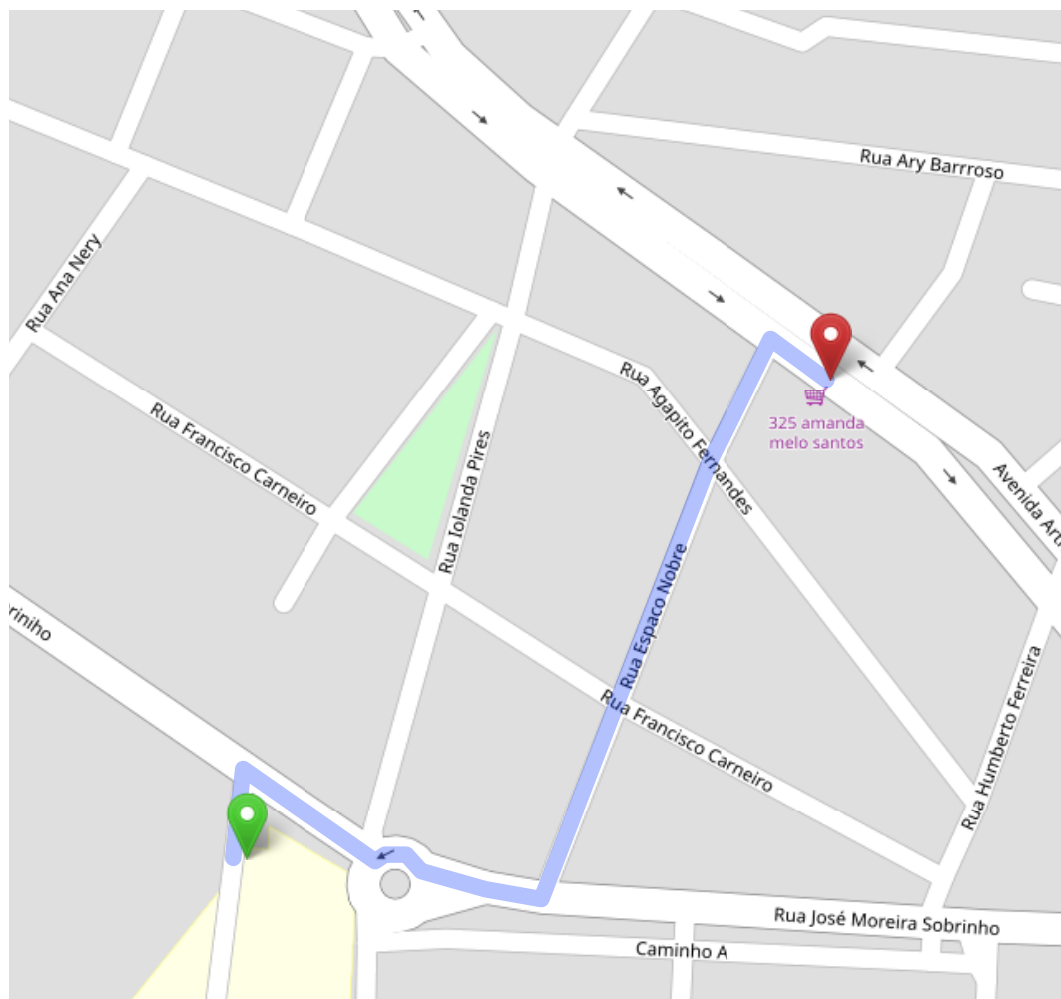 Rua Ary Barrroso
Rua Ana Nery
Rua Agapito Fernandes
325 amanda
melo santos
Rua Francisco Carneiro
Rua Iolanda Pires
Avenida Art
Rua Espaco Nobre
riniho
Rua Humberto Ferreira
Rua Francisco Carneiro
Rua José Moreira Sobrinho
Caminho A